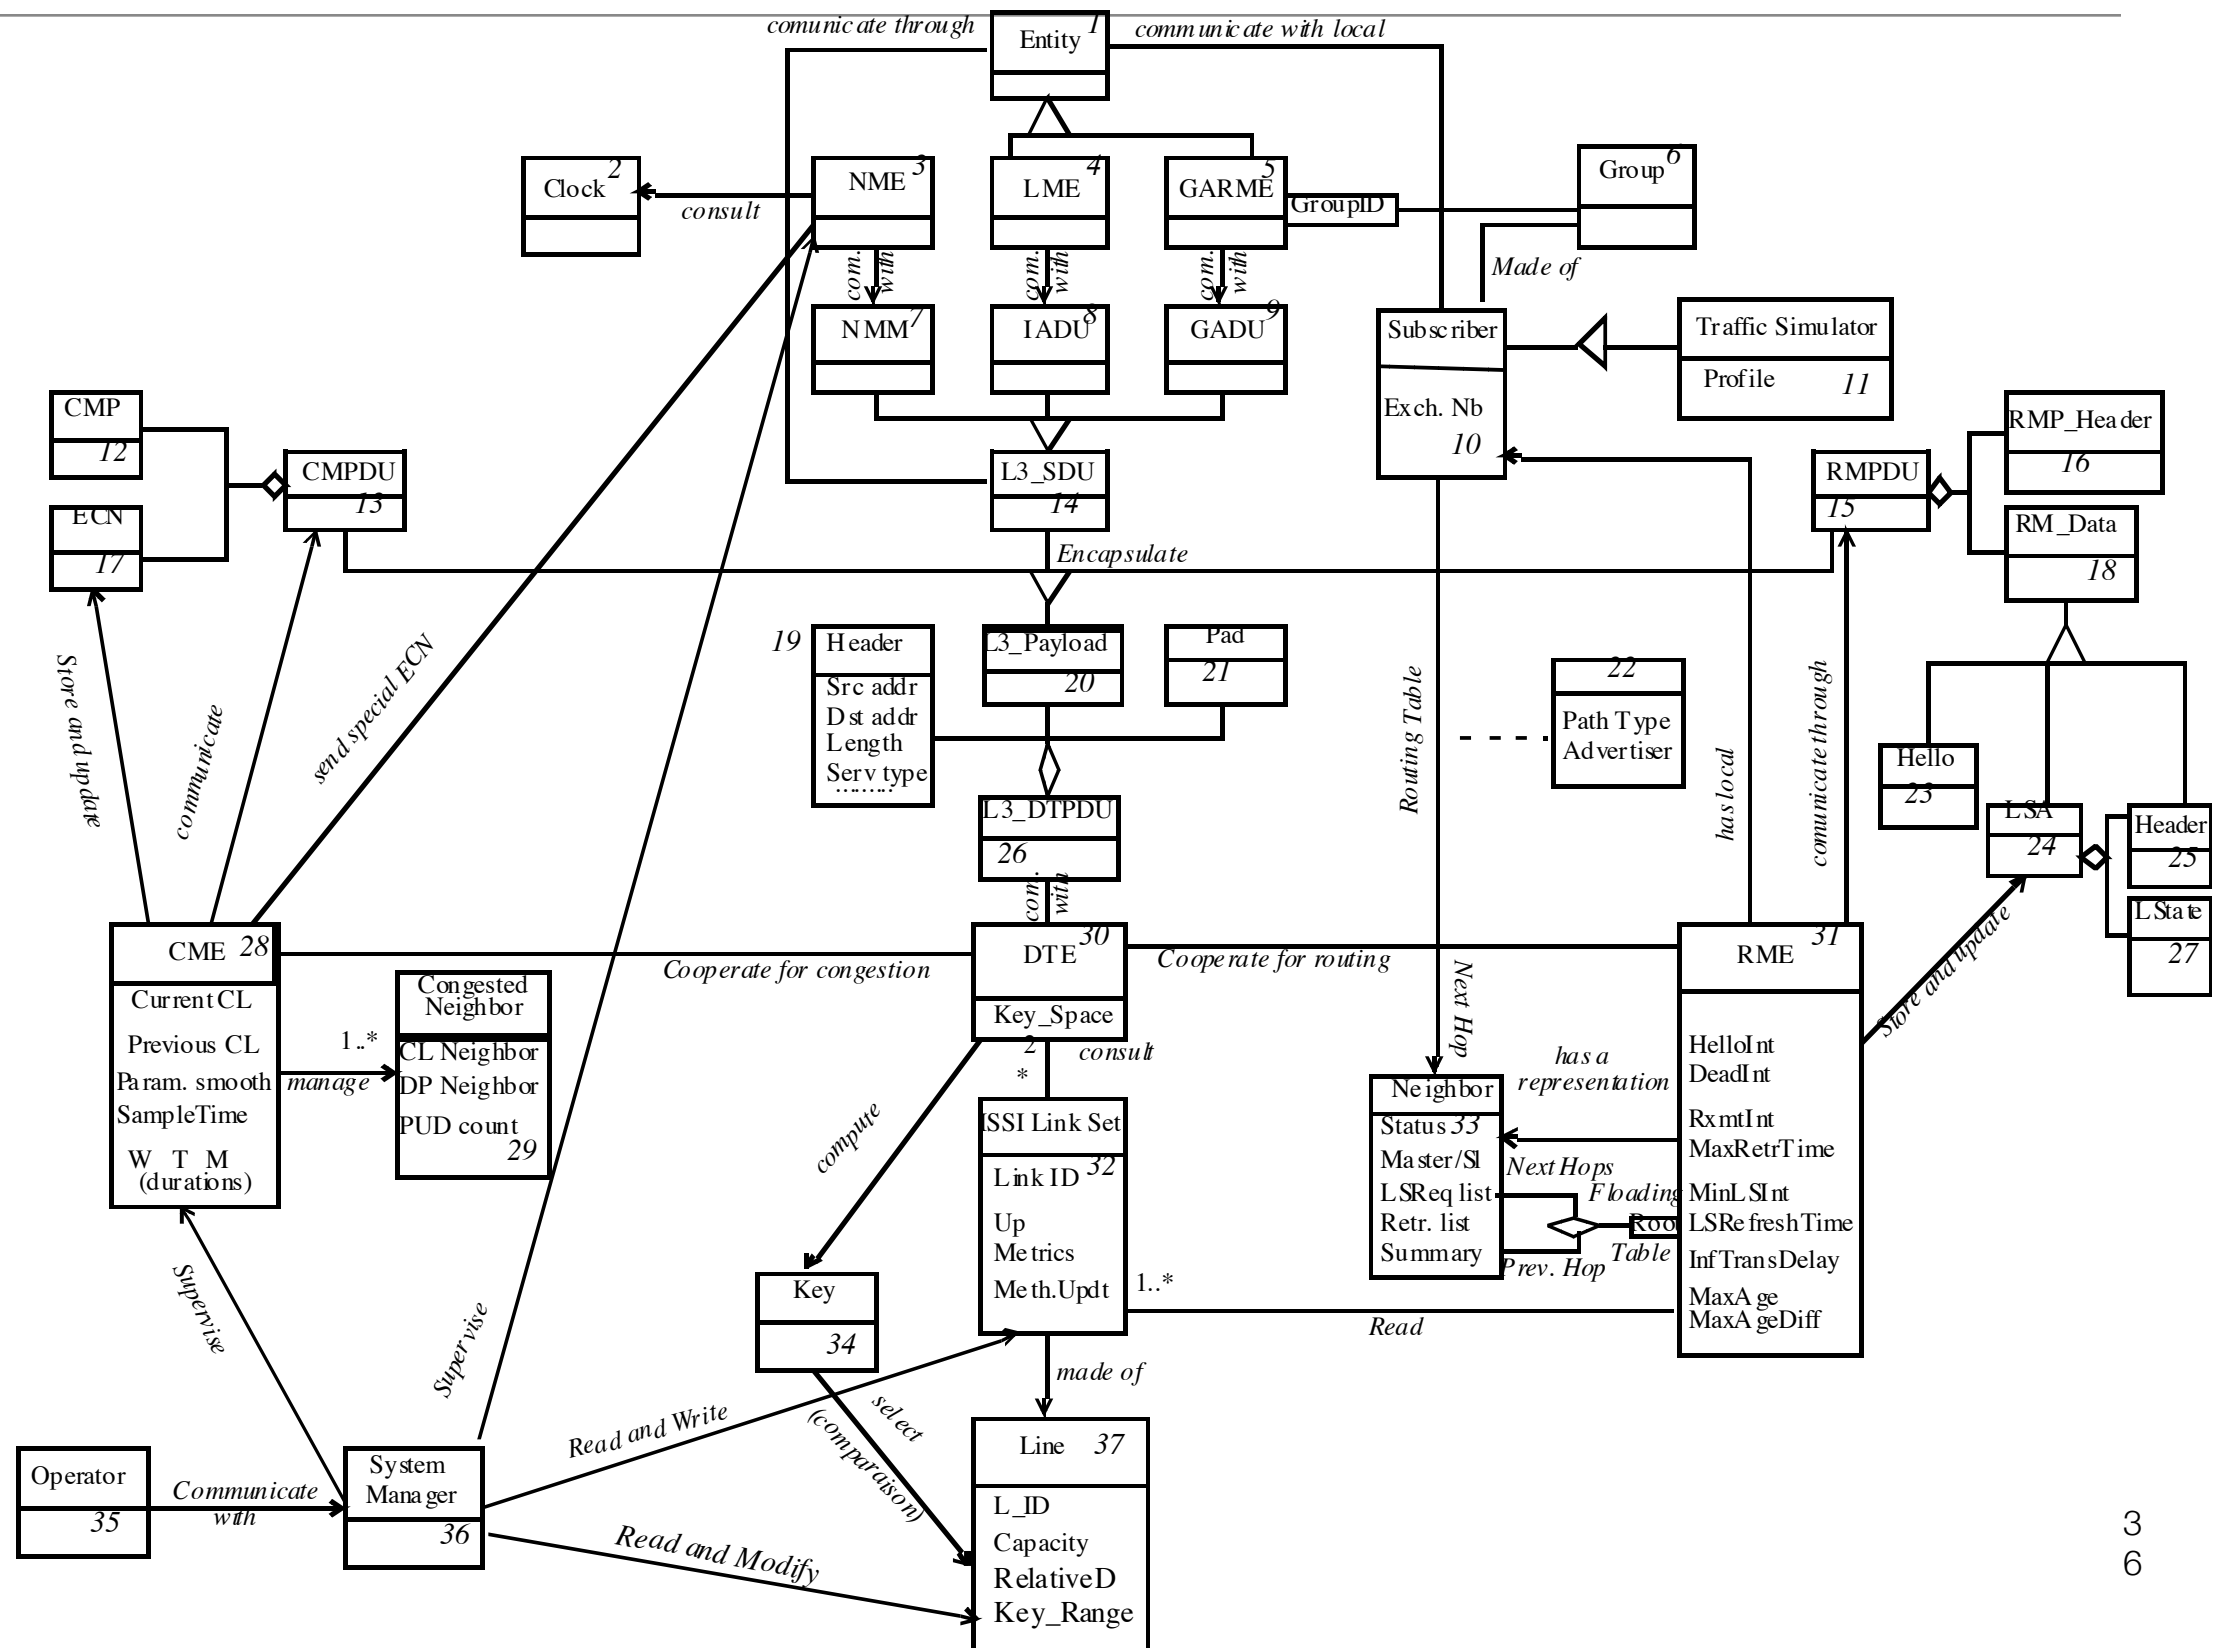 comunicate through
Entity
1
communicate with local
Clock
2
consult
NME
3
LME
4
GARME
5
GroupID
Group
6
Made of
com.
with
com.
with
com.
with
NMM
7
IADU
8
GADU
9
Subscriber
Exch. Nb
10
Traffic Simulator
Profile
11
CMP
12
CMPDU
13
ECN
17
L3_SDU
14
Encapsulate
RMPDU
15
RMP_Header
16
RM_Data
18
Store and update
communicate
send special ECN
19
Header
Src addr
Dst addr
Length
Serv type
.........
L3_Payload
20
Pad
21
Routing Table
22
Path Type
Advertiser
has local
comunicate through
Hello
23
LSA
24
Header
25
LState
27
L3_DTPDU
26
com.
with
CME
28
Current CL
Previous CL
Param. smooth
SampleTime
W T M
(durations)
Cooperate for congestion
DTE
30
Key_Space
Cooperate for routing
RME
31
HelloInt
DeadInt
RxmtInt
MaxRetrTime
MinLSInt
LSRefreshTime
InfTransDelay
MaxAge
MaxAgeDiff
Store and update
1..*
manage
Congested
Neighbor
CL Neighbor
DP Neighbor
PUD count
29
2
*
consult
compute
ISSI Link Set
32
Link ID
Up
Metrics
Meth.Updt
1..*
Read
Next Hop
Neighbor
Status
33
Master/Sl
LSReq list
Retr. list
Summary
has a
representation
Next Hops
Floading
Table
Prev. Hop
Supervise
Supervise
Key
34
made of
select
(comparaison)
Read and Write
Read and Modify
Operator
35
Communicate
with
System
Manager
36
Line
37
L_ID
Capacity
RelativeD
Key_Range
3
6